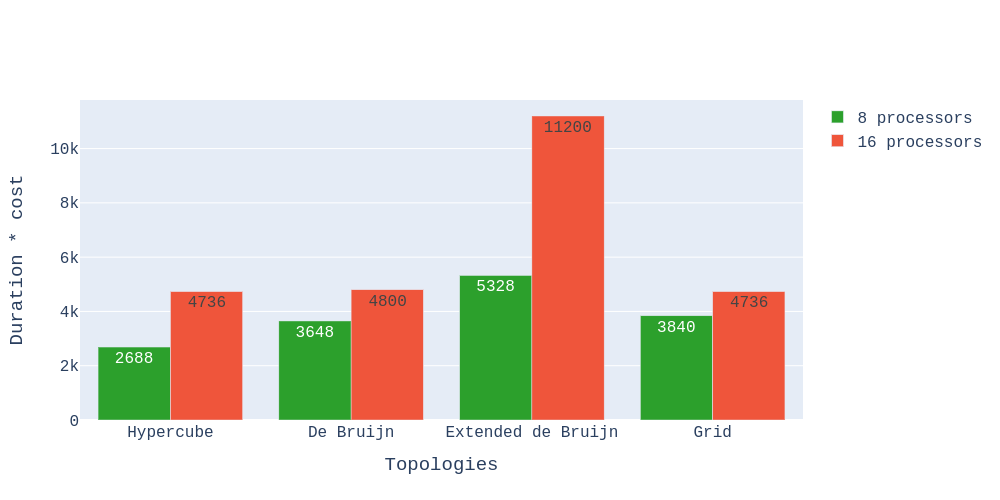 8 processors
16 processors
Duration * cost
10k
8k
6k
4k
2k
0
2688
4736
3648
4800
5328
11200
3840
4736
Hypercube
De Bruijn
Extended de Bruijn
Grid
Topologies